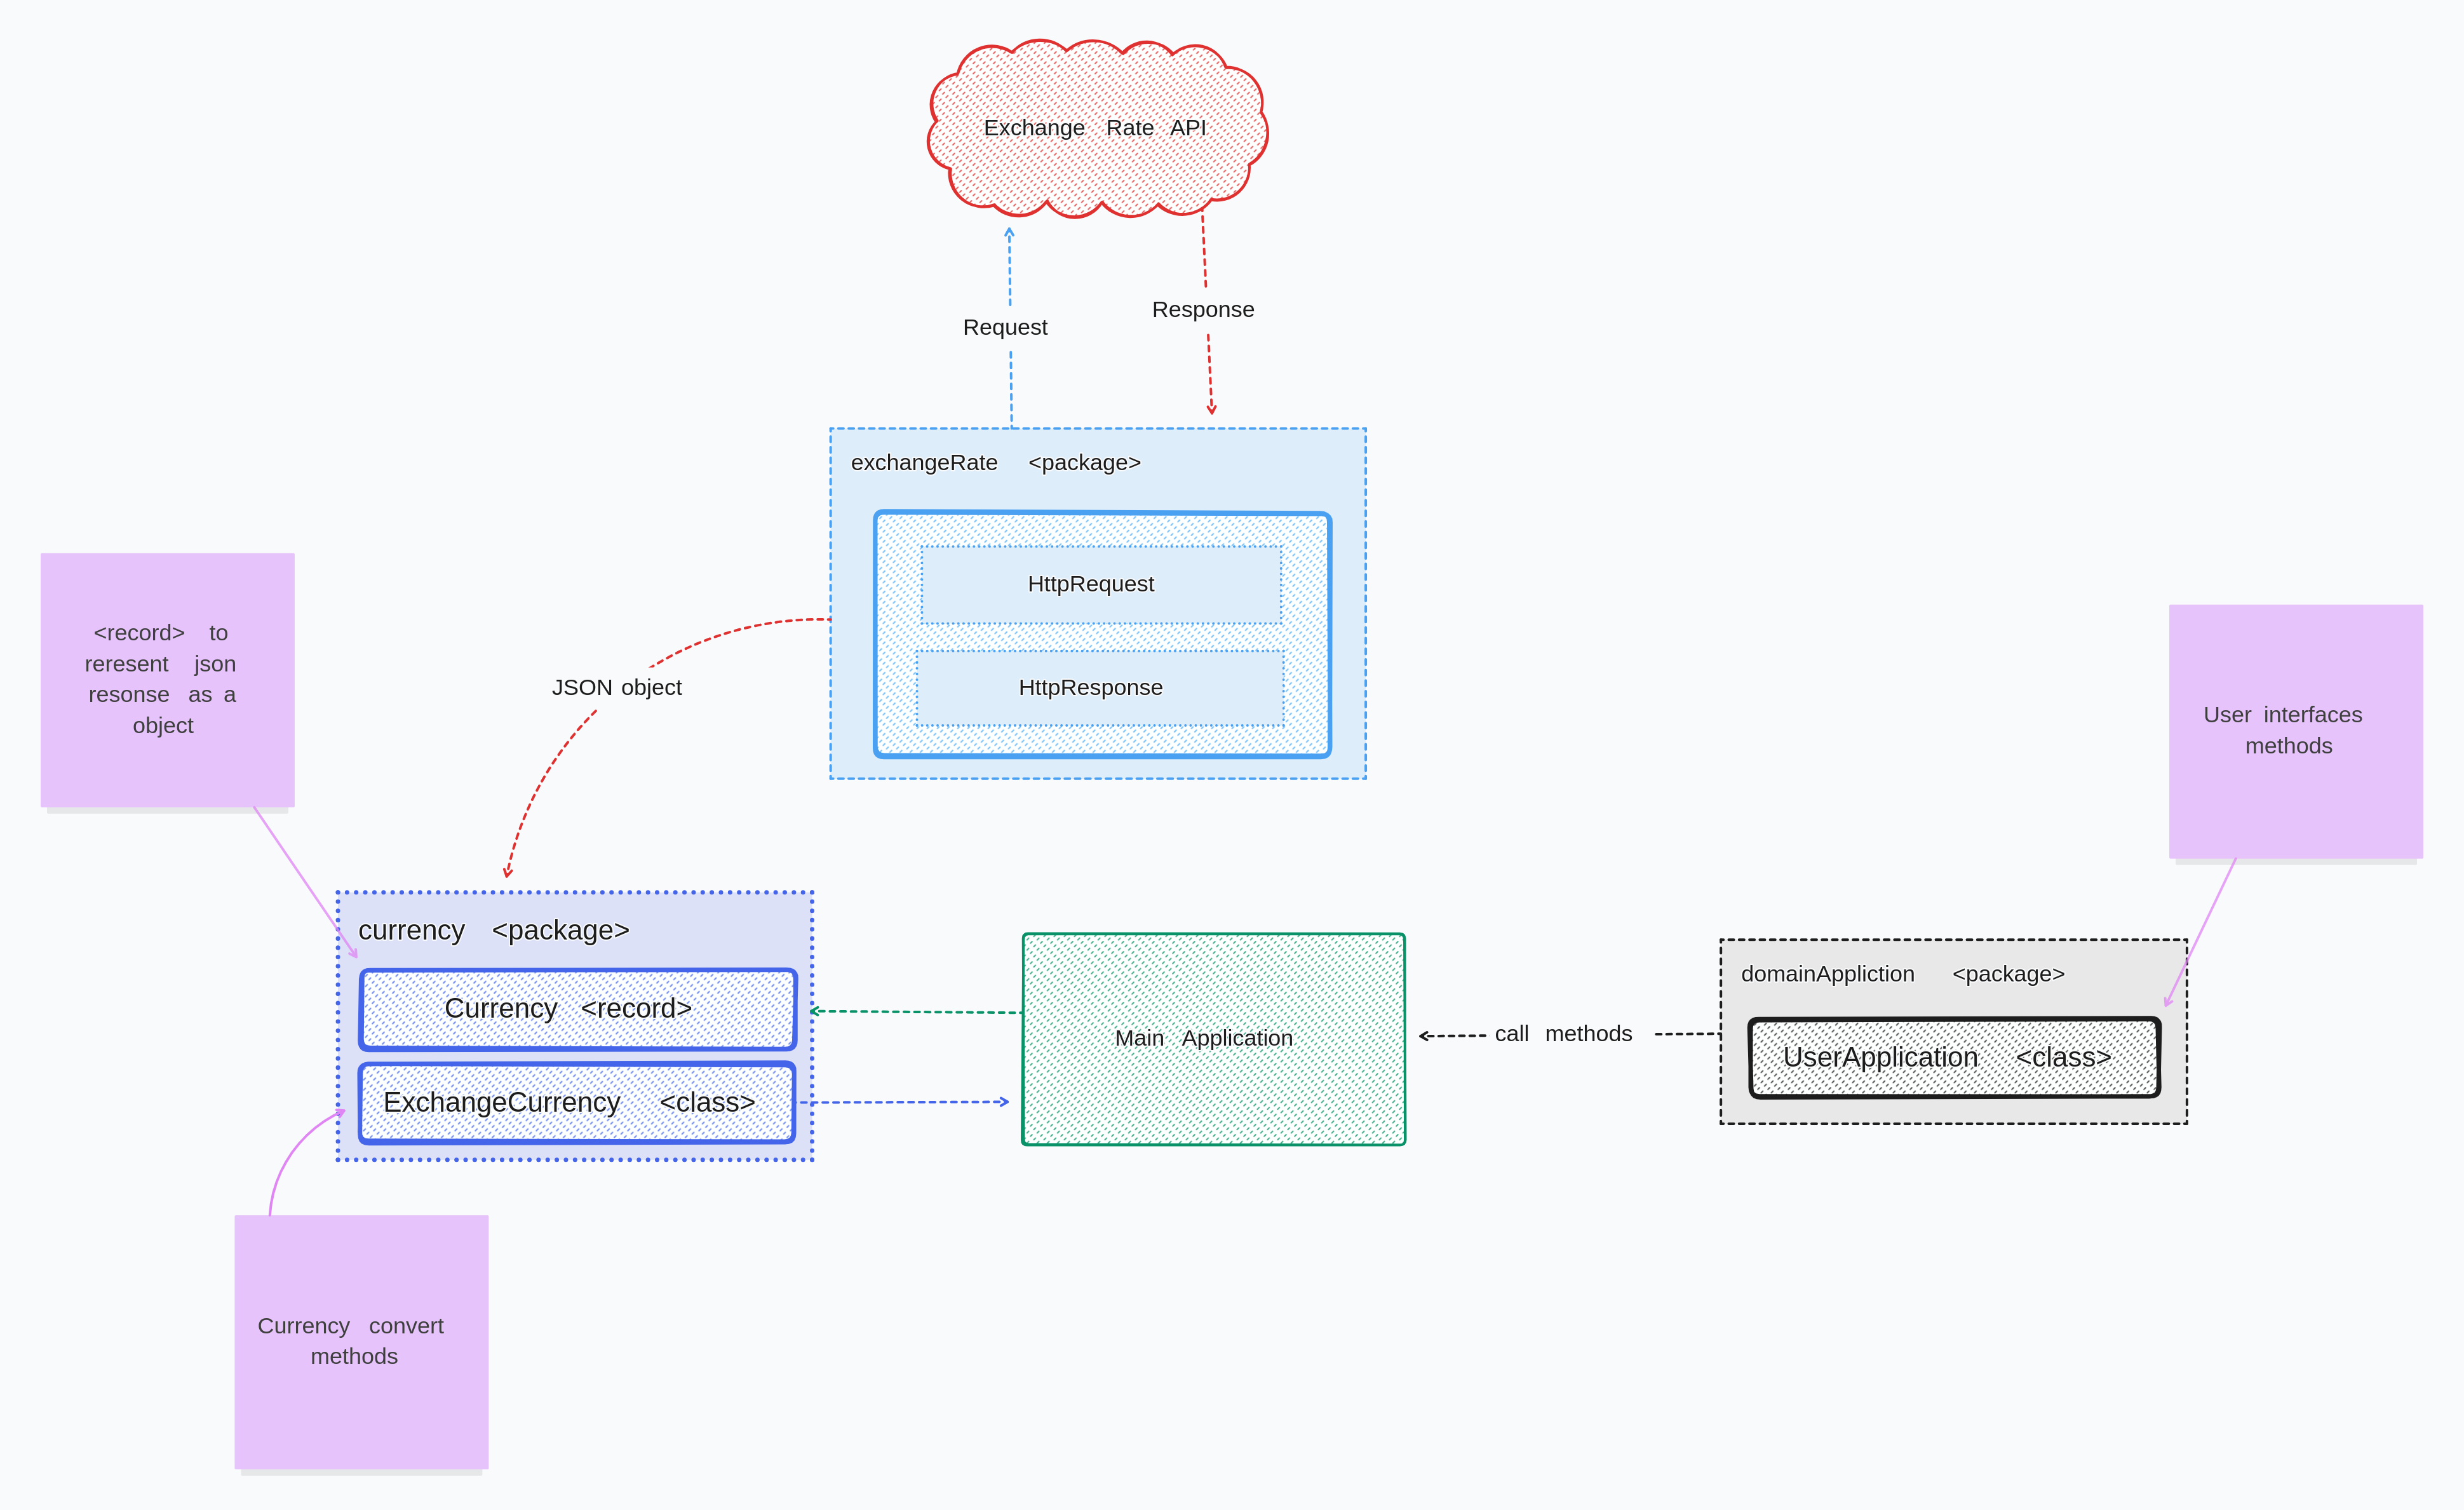 Exchange Rate API
Response
Request
exchangeRate <package>
HttpRequest
HttpResponse
<record> to
reresent json
resonse as a
object
JSON object
User interfaces
methods
currency <package>
Currency <record>
ExchangeCurrency <class>
Main Application
call methods
domainAppliction <package>
UserApplication <class>
Currency convert
methods